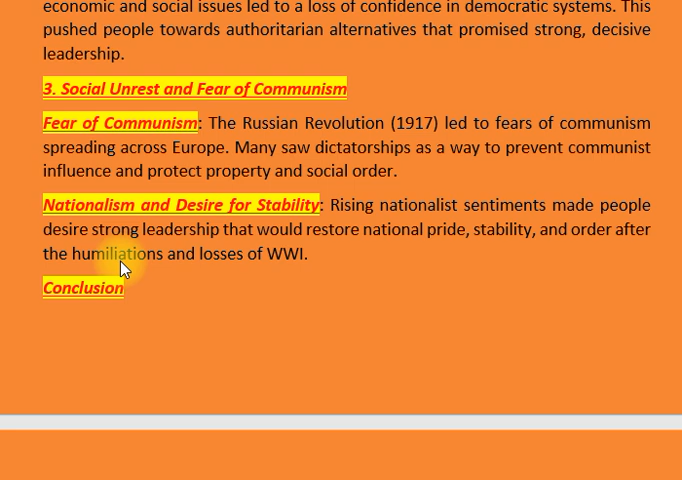 economic and social issues led to a loss of confidence in democratic systems. This
pushed people towards authoritarian alternatives that promised strong, decisive
leadership.
3. Social Unrest and Fear of Communism
Fear of Communism: The Russian Revolution (1917) led to fears of communism
spreading across Europe. Many saw dictatorships as a way to prevent communist
influence and protect property and social order.
Nationalism and Desire for Stability: Rising nationalist sentiments made people
desire strong leadership that would restore national pride, stability, and order after
the humiliations and losses of WWI.
Conclusion